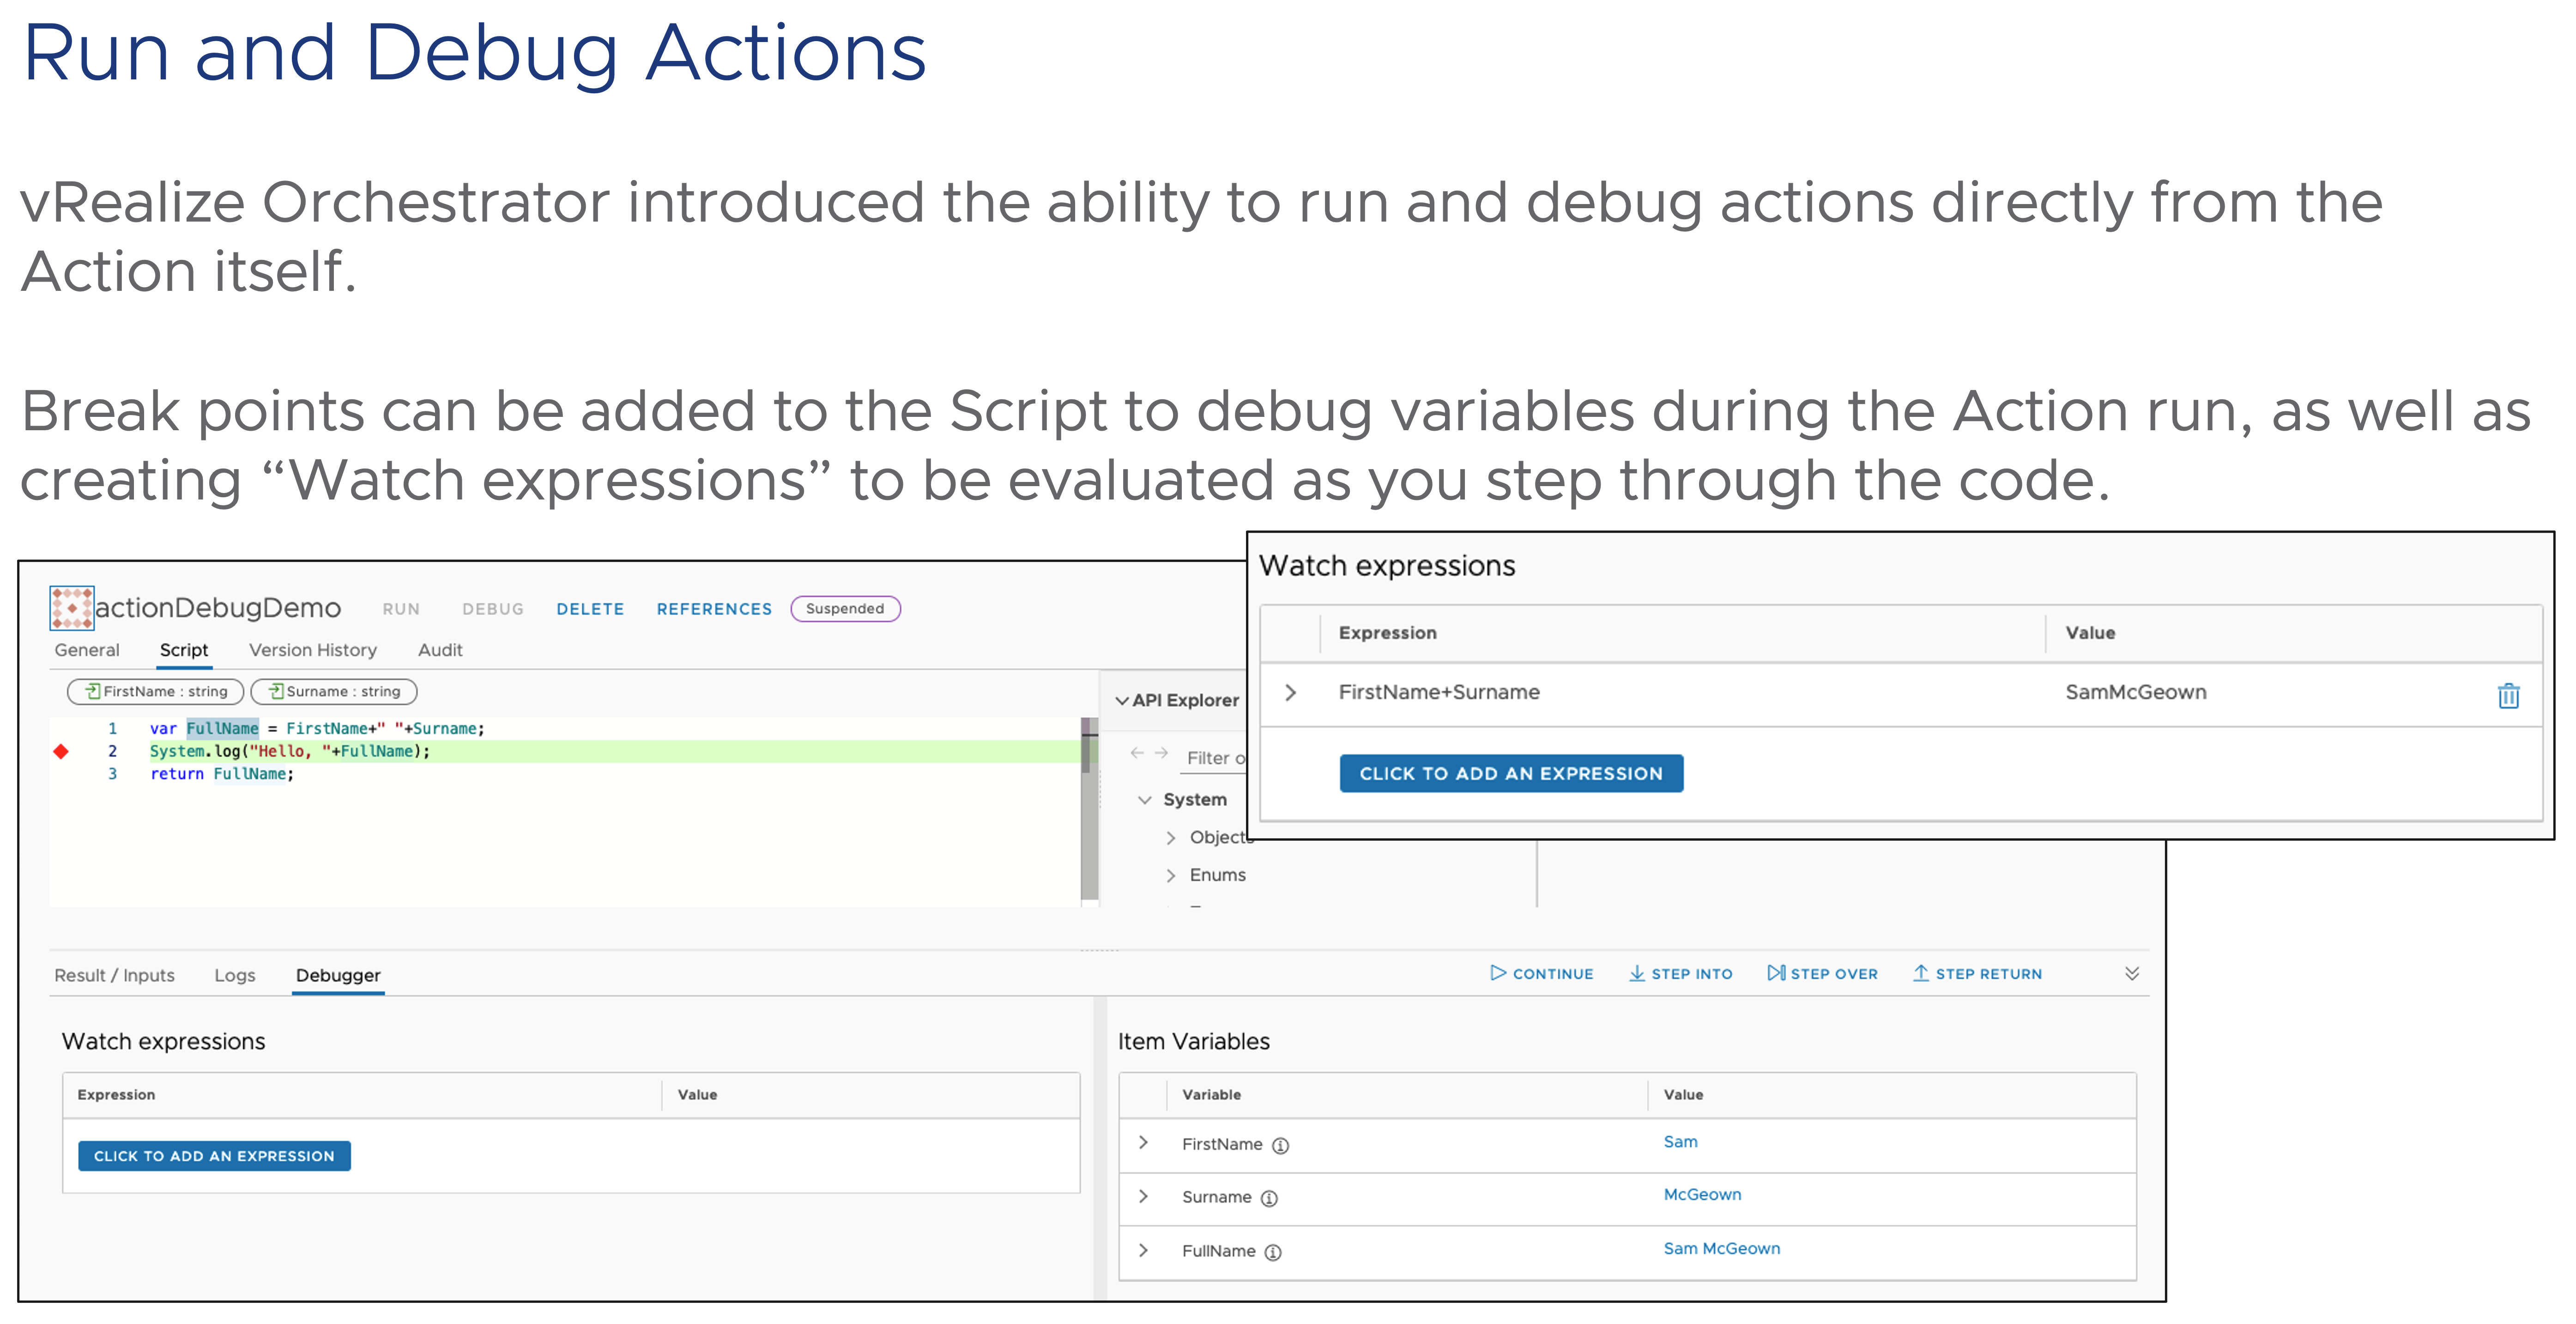 Run and Debug Actions
vRealize Orchestrator introduced the ability to run and debug actions directly from the
Action itself.
Break points can be added to the Script to debug variables during the Action run, as well as
creating “Watch expressions” to be evaluated as you step through the code.
actionDebugDemo RUN DEBUG DELETE REFERENCES Suspended
General Script Version History Audit
FirstName : string Surname : string
1 var FullName = FirstName+" "+Surname;
2 System.log("Hello, "+FullName);
3 return FullName;
API Explorer
Filter o
System
Object
Enums
Watch expressions
Expression Value
FirstName+Surname SamMcGeown
CLICK TO ADD AN EXPRESSION
Result / Inputs Logs Debugger CONTINUE STEP INTO STEP OVER STEP RETURN
Watch expressions
Expression Value
CLICK TO ADD AN EXPRESSION
Item Variables
Variable Value
FirstName Sam
Surname McGeown
FullName Sam McGeown